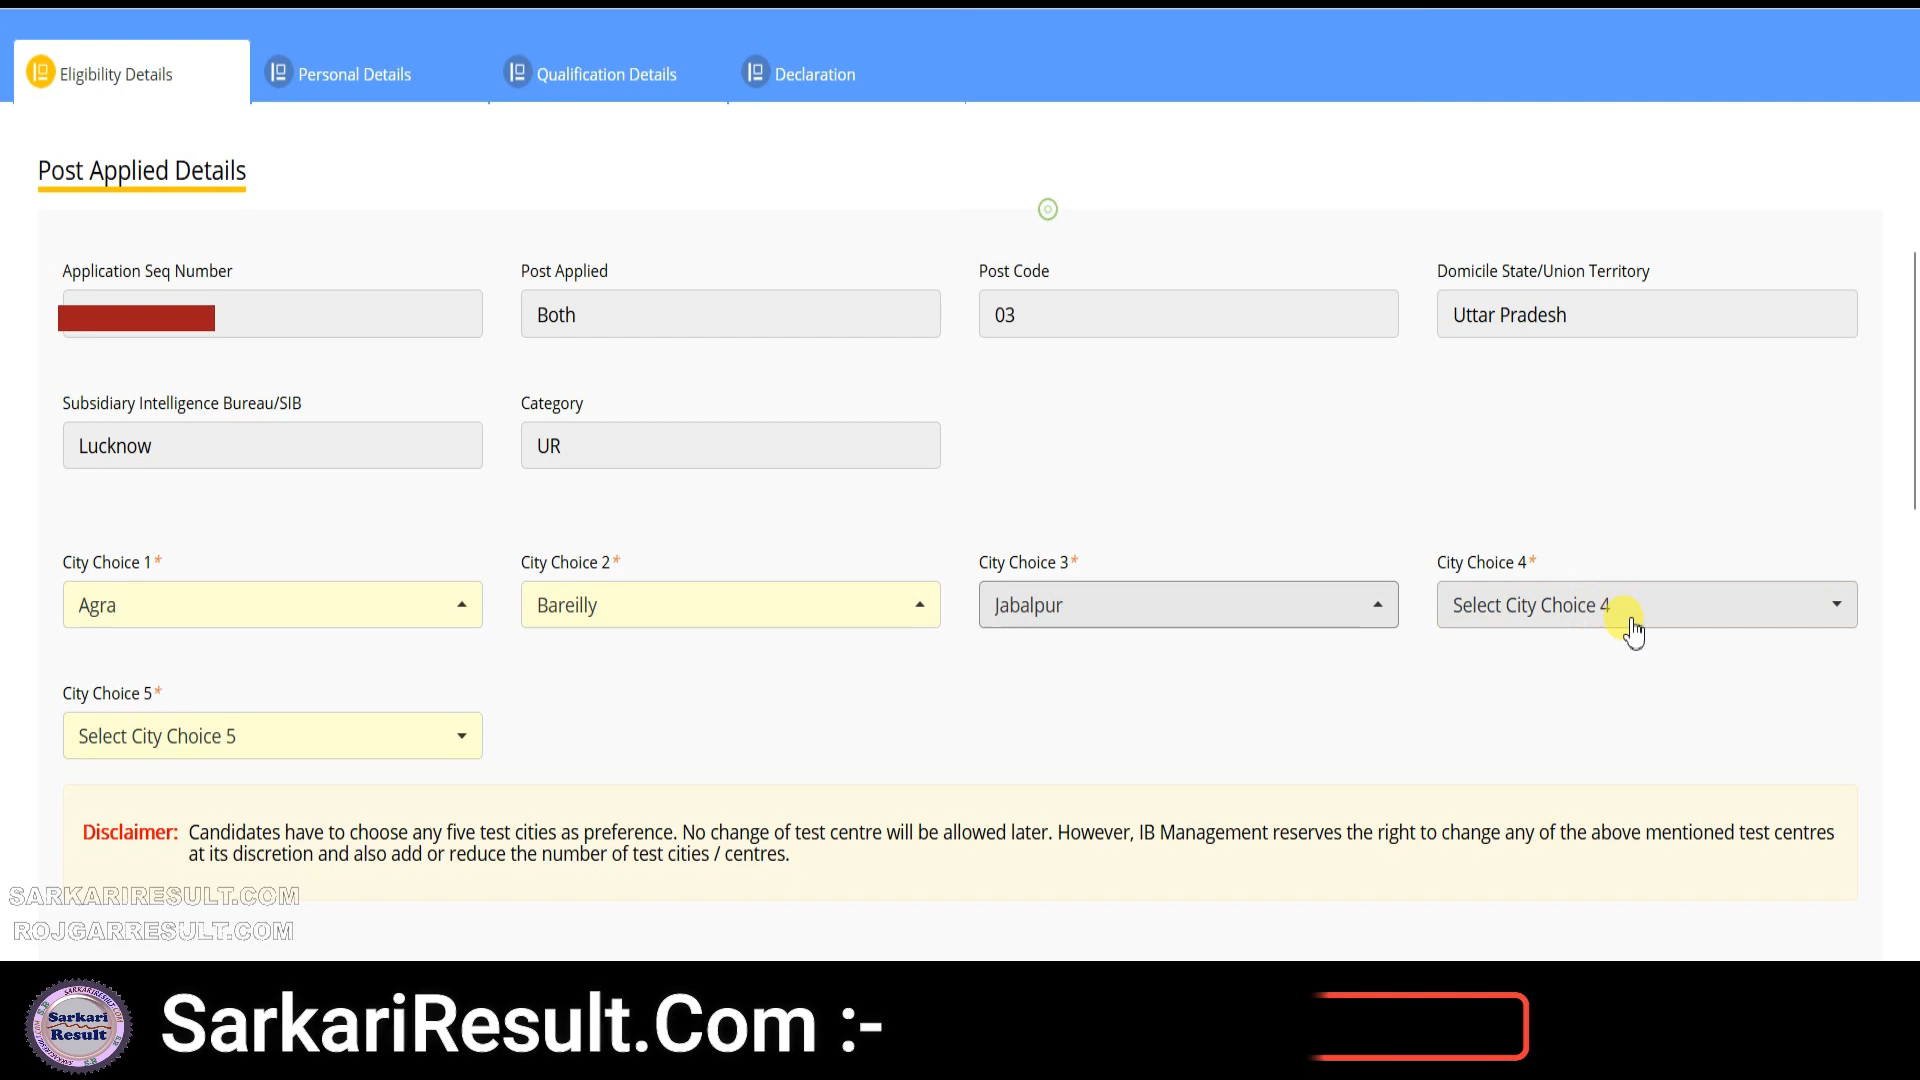 Eligibility Details
Personal Details
Qualification Details
Declaration
Post Applied Details
Application Seq Number
Post Applied
Post Code
Domicile State/Union Territory
Both
03
Uttar Pradesh
Subsidiary Intelligence Bureau/SIB
Category
Lucknow
UR
City Choice 1*
City Choice 2*
City Choice 3*
City Choice 4*
Agra
Bareilly
Jabalpur
Select City Choice 4
City Choice 5*
Select City Choice 5
Disclaimer: Candidates have to choose any five test cities as preference. No change of test centre will be allowed later. However, IB Management reserves the right to change any of the above mentioned test centres
at its discretion and also add or reduce the number of test cities / centres.
SARKARIRESULT.COM
ROJGARRESULT.COM
Sarkari
Result
SarkariResult.Com :-